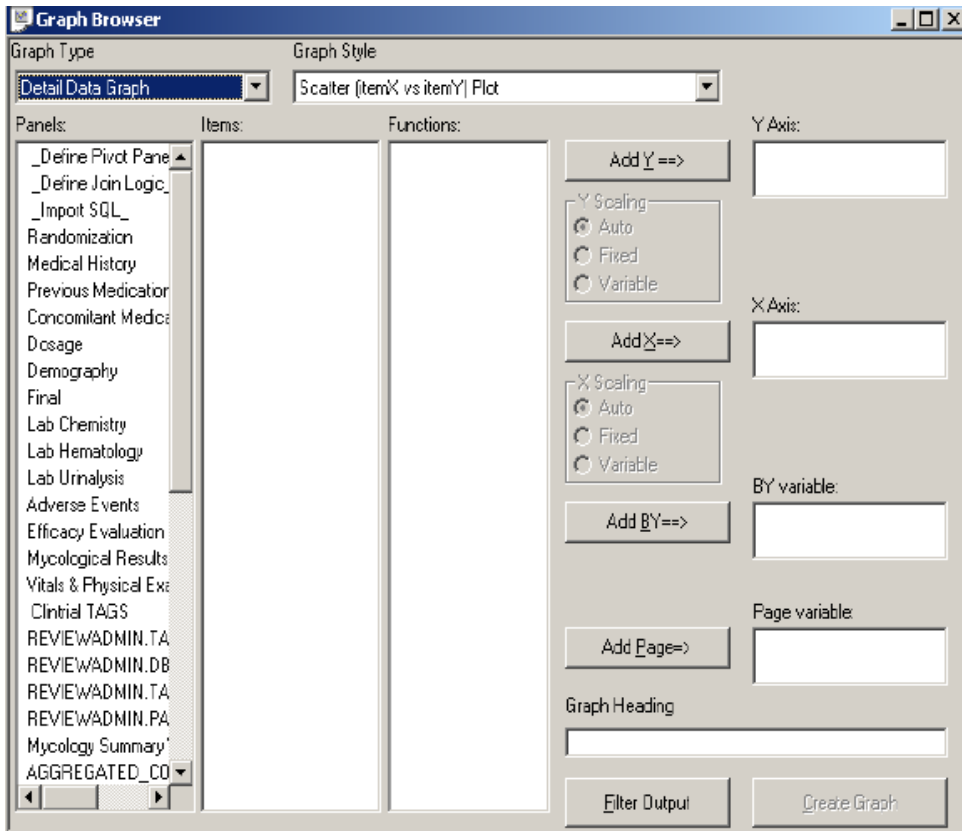 Graph Browser
Graph Type
Graph Style
Detail Data Graph
Scatter (itemX vs itemY) Plot
Panels:
Items:
Functions:
Y Axis:
_Define Pivot Pane
_Define Join Logic_
_Import SQL_
Randomization
Medical History
Previous Medication
Concomitant Medica
Dosage
Demography
Final
Lab Chemistry
Lab Hematology
Lab Urinalysis
Adverse Events
Efficacy Evaluation
Mycological Results
Vitals & Physical Exa
Clintrial TAGS
REVIEWADMIN.TA
REVIEWADMIN.DB
REVIEWADMIN.TA
REVIEWADMIN.PA
Mycology Summary
AGGREGATED_CO
Add Y ==>
Y Scaling
Auto
Fixed
Variable
X Axis:
Add X==>
X Scaling
Auto
Fixed
Variable
BY variable:
Add BY==>
Page variable:
Add Page=>
Graph Heading
Filter Output
Create Graph